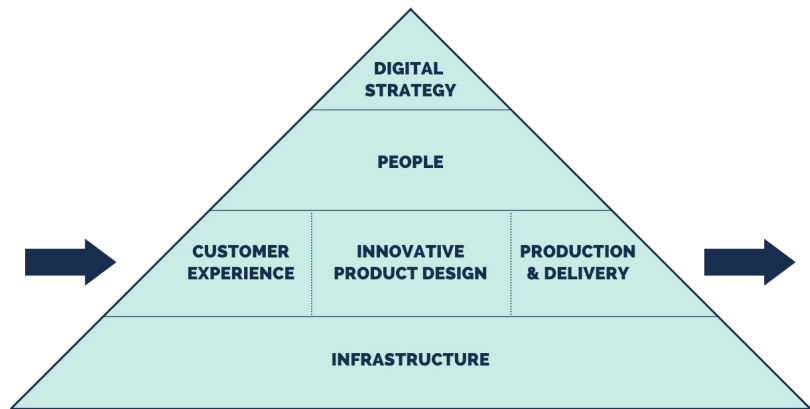 DIGITAL
STRATEGY
PEOPLE
CUSTOMER
EXPERIENCE
INNOVATIVE
PRODUCT DESIGN
PRODUCTION
& DELIVERY
INFRASTRUCTURE